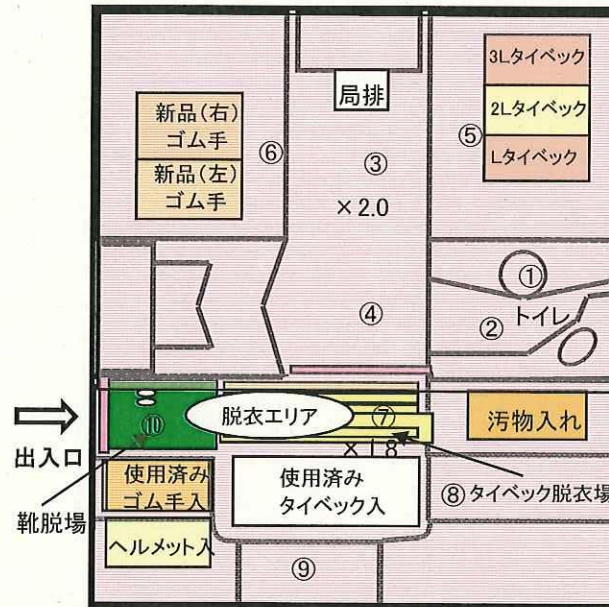 3Lタイベック
局排
2Lタイベック
新品(右)
ゴム手
⑥
③
⑤
Lタイベック
新品(左)
ゴム手
×2.0
①
④
②
トイレ
出入口
⑩
脱衣エリア
⑦
汚物入れ
×1.8
使用済み
ゴム手入
使用済み
タイベック入
⑧タイベック脱衣場
靴脱場
ヘルメット入
⑨